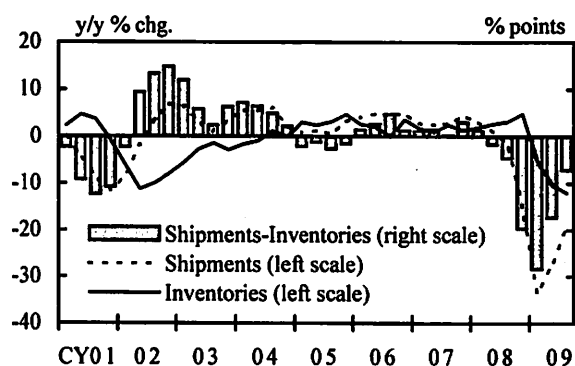 y/y % chg.
% points
20
10
0
-10
-20
-30
-40
Shipments-Inventories (right scale)
Shipments (left scale)
Inventories (left scale)
CY01 02 03 04 05 06 07 08 09